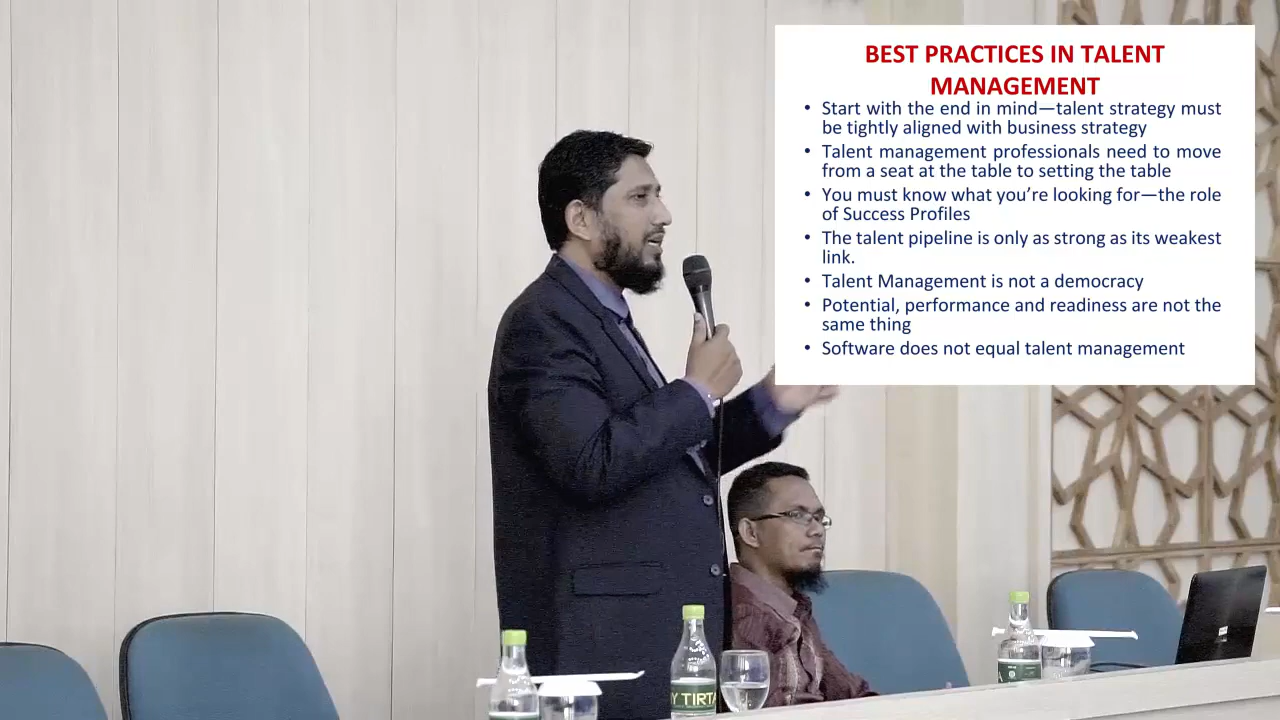 BEST PRACTICES IN TALENT
MANAGEMENT
• Start with the end in mind—talent strategy must
be tightly aligned with business strategy
• Talent management professionals need to move
from a seat at the table to setting the table
• You must know what you’re looking for—the role
of Success Profiles
• The talent pipeline is only as strong as its weakest
link.
• Talent Management is not a democracy
• Potential, performance and readiness are not the
same thing
• Software does not equal talent management
Y TIRTA